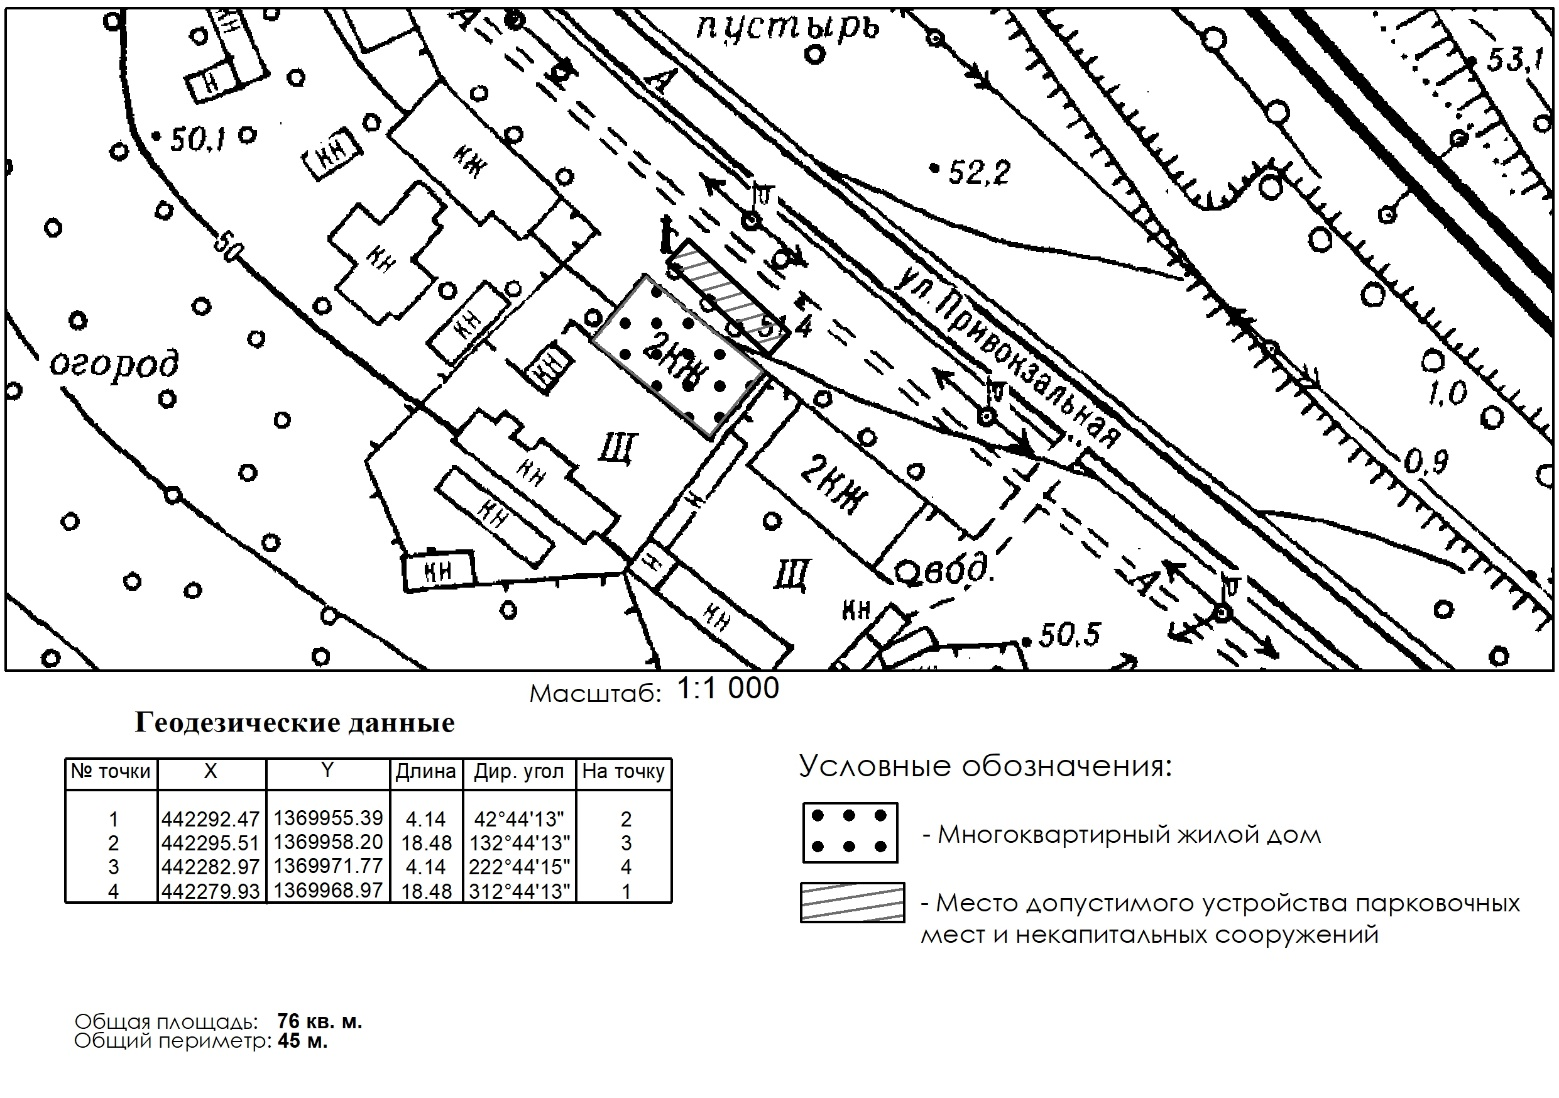 пустырь
А
А
КН
Н
53,1
50,1
КН
КЖ
52,2
50
КН
КН
ул. Привокзальная
51,4
огород
2КЖ
КН
1,0
Щ
2КЖ
0,9
КН
КН
Н
КН
Н
Щ
вод.
А
КН
КН
50,5
Масштаб: 1:1 000
Геодезические данные
№ точки X Y Длина Дир. угол На точку
1 442292.47 1369955.39 4.14 42°44'13" 2
2 442295.51 1369958.20 18.48 132°44'13" 3
3 442282.97 1369971.77 4.14 222°44'15" 4
4 442279.93 1369968.97 18.48 312°44'13" 1
Условные обозначения:
- Многоквартирный жилой дом
- Место допустимого устройства парковочных
мест и некапитальных сооружений
Общая площадь: 76 кв. м.
Общий периметр: 45 м.